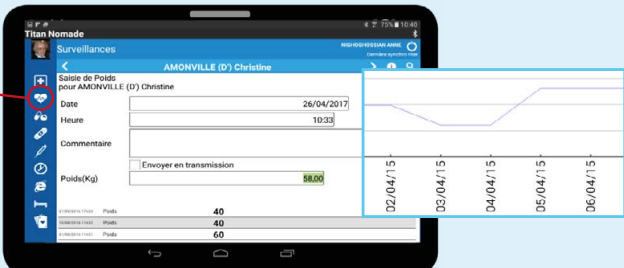 75% 10:40
Titan Nomade
Surveillances
NIGHOGHOSSIAN ANNE
AMONVILLE (D') Christine
Saisie de Poids
pour AMONVILLE (D') Christine
Date
26/04/2017
Heure
10:33
Commentaire
Envoyer en transmission
Poids(Kg)
58,00
Poids
40
Poids
40
Poids
60
02/04/15
03/04/15
04/04/15
05/04/15
06/04/15